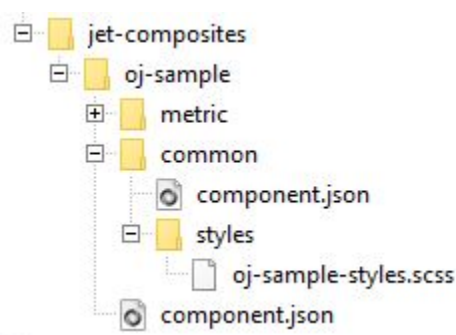 jet-composites
oj-sample
metric
common
component.json
styles
oj-sample-styles.scss
component.json